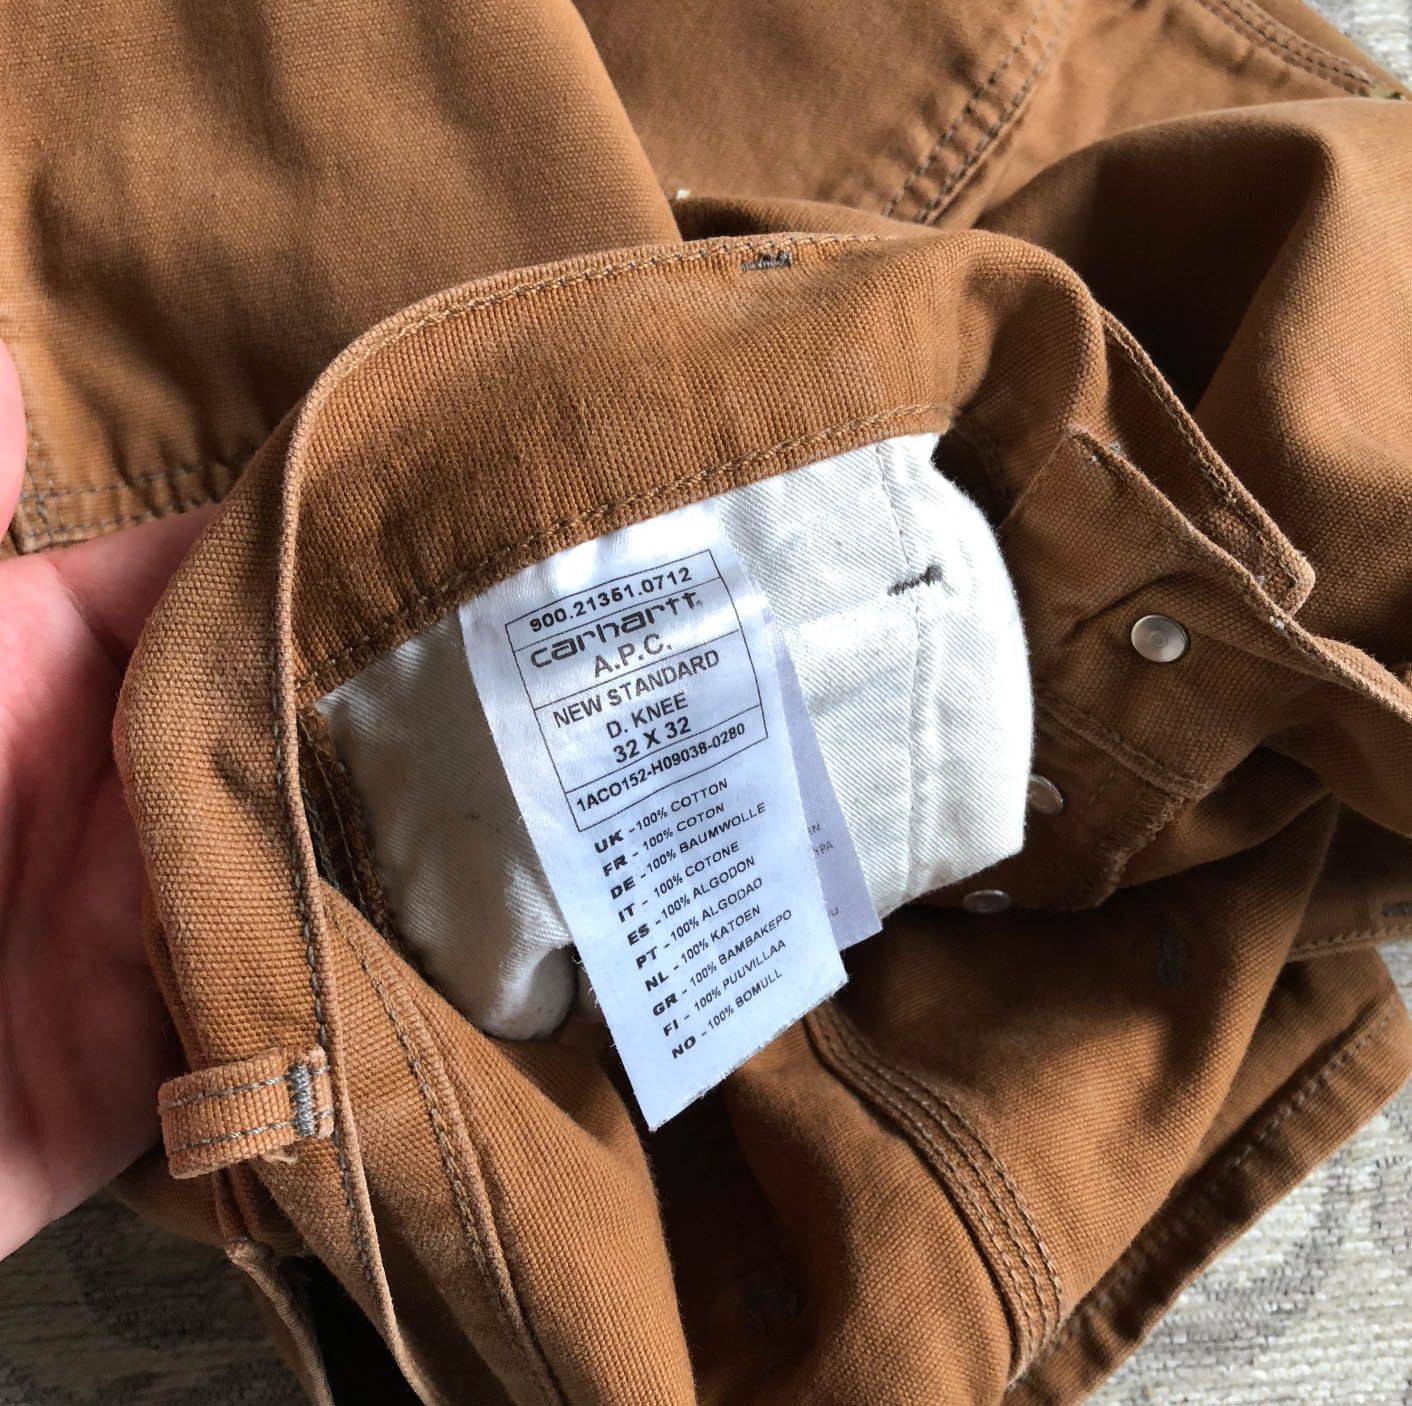 900.21351.0712
carhartt
A.P.C.
NEW STANDARD
D. KNEE
32 X 32
1ACO152-H09038-0280
UK -100% COTTON
FR - 100% COTON
DE -100% BAUMWOLLE
IT - 100% COTONE
ES -100% ALGODON
PT -100% ALGODAO
NL - 100% KATOEN
GR - 100% ΒΑΜΒΑΚΕΡΟ
FI - 100% PUUVILLAA
NO - 100% BOMULL